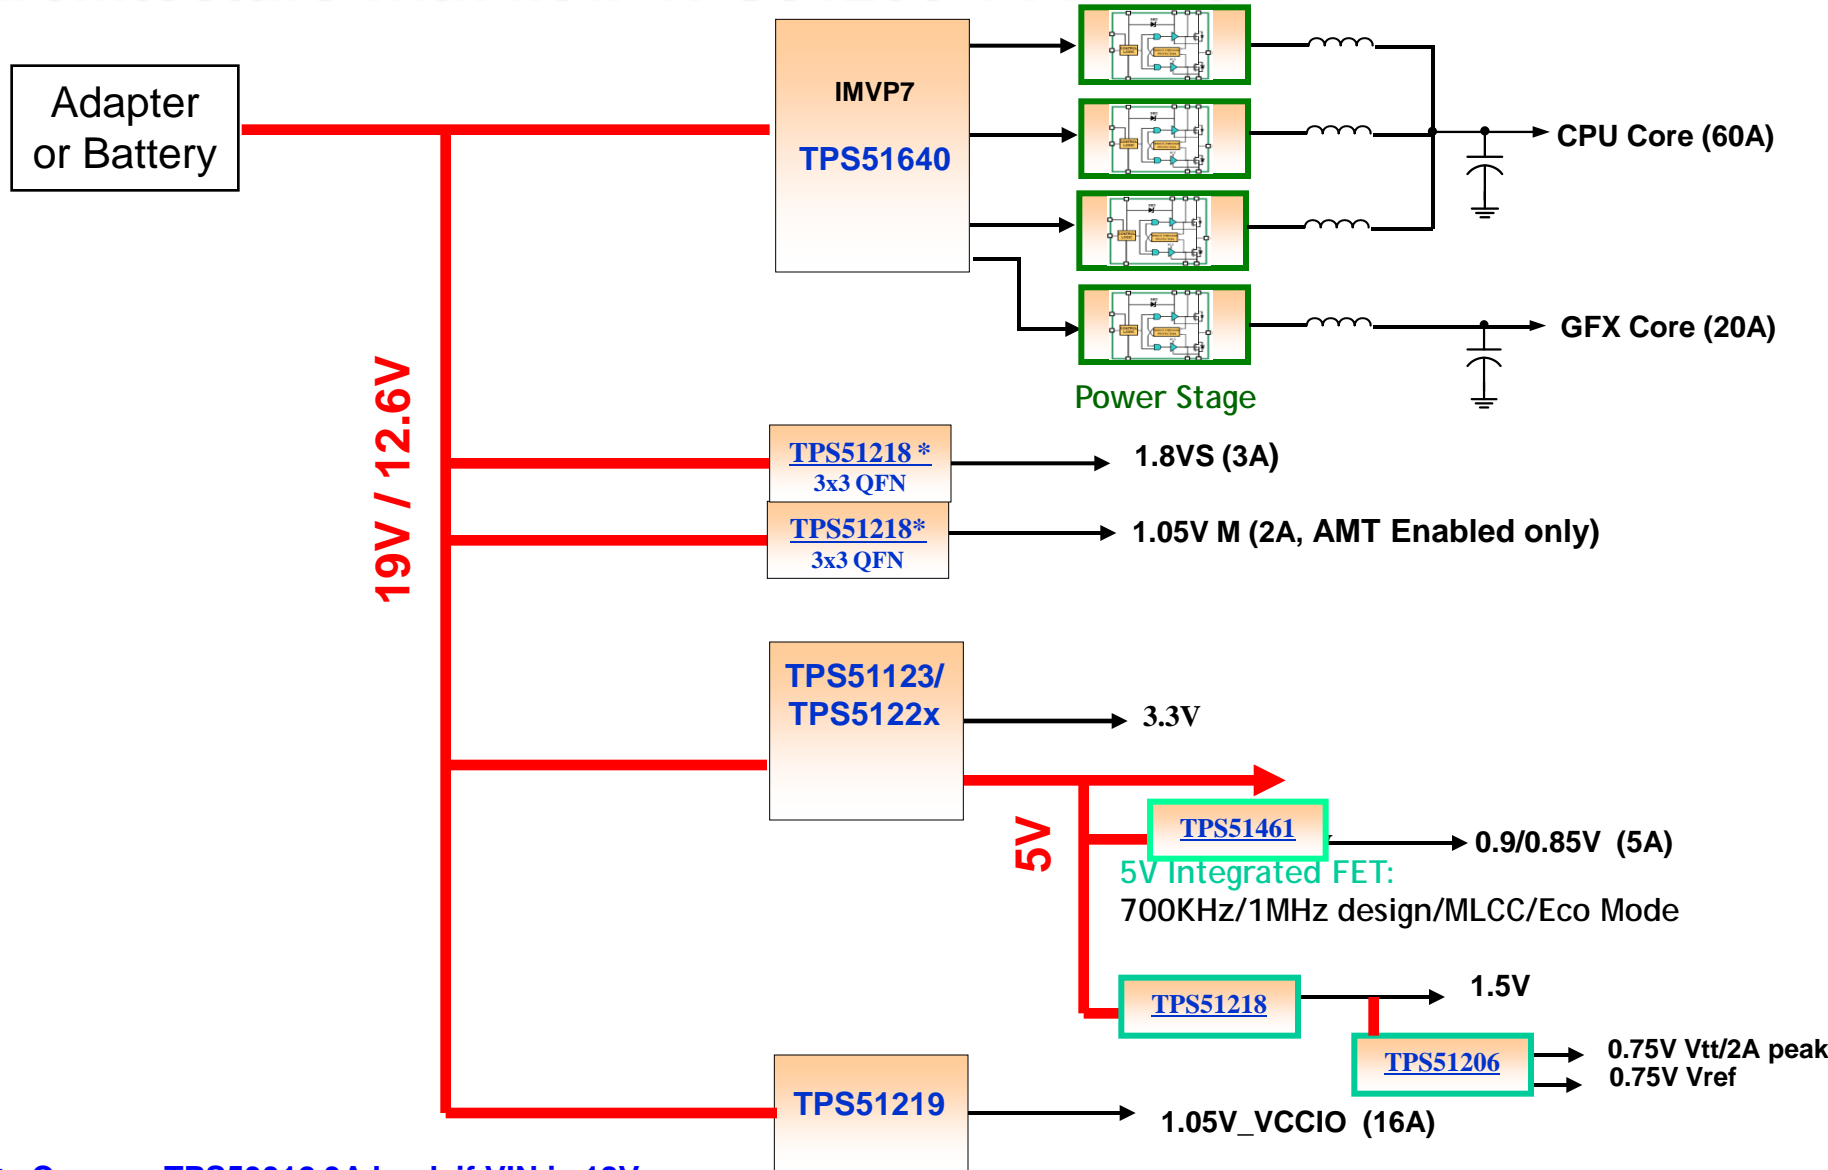 Adapter
or Battery
19V / 12.6V
IMVP7
TPS51640
CPU Core (60A)
GFX Core (20A)
Power Stage
TPS51218 *
3x3 QFN
1.8VS (3A)
TPS51218*
3x3 QFN
1.05V M (2A, AMT Enabled only)
TPS51123/
TPS5122x
3.3V
5V
TPS51461
0.9/0.85V (5A)
5V Integrated FET:
700KHz/1MHz design/MLCC/Eco Mode
TPS51218
1.5V
TPS51206
0.75V Vtt/2A peak
0.75V Vref
TPS51219
1.05V_VCCIO (16A)